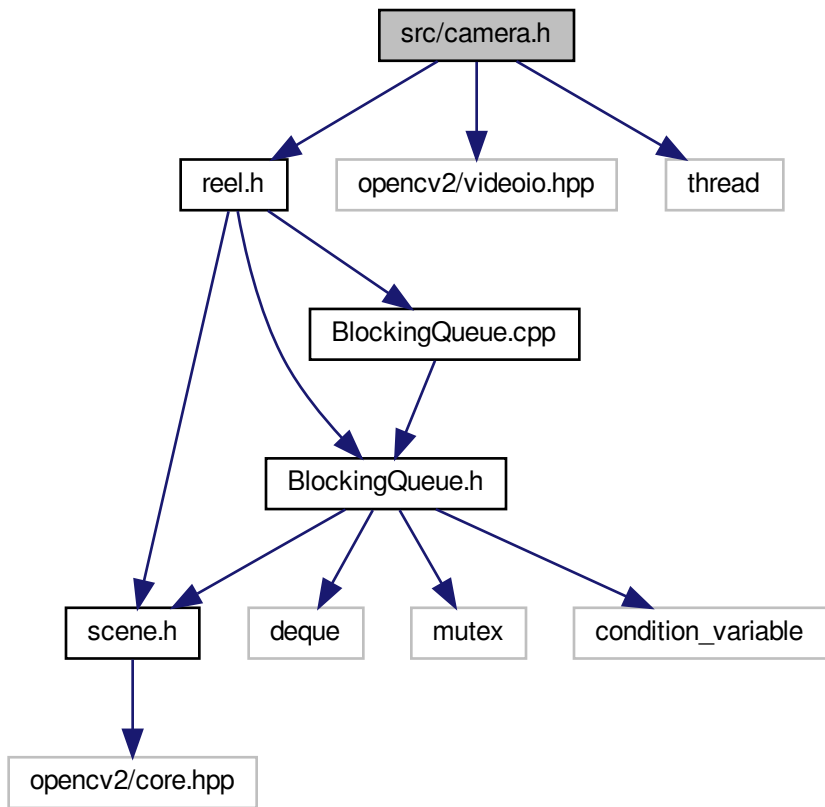 src/camera.h
reel.h
opencv2/videoio.hpp
thread
BlockingQueue.cpp
BlockingQueue.h
scene.h
deque
mutex
condition_variable
opencv2/core.hpp